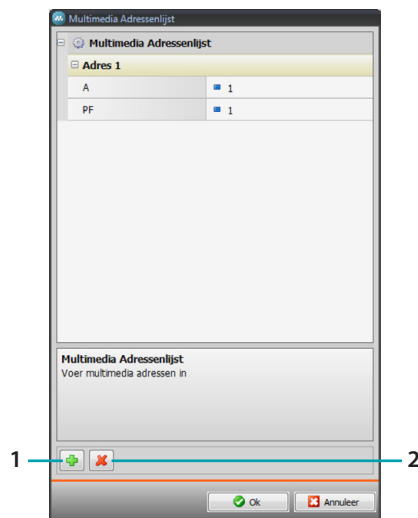 Multimedia Adressenlijst
Multimedia Adressenlijst
Adres 1
A 1
PF 1
Multimedia Adressenlijst
Voer multimedia adressen in
1 2
Ok Annuleer